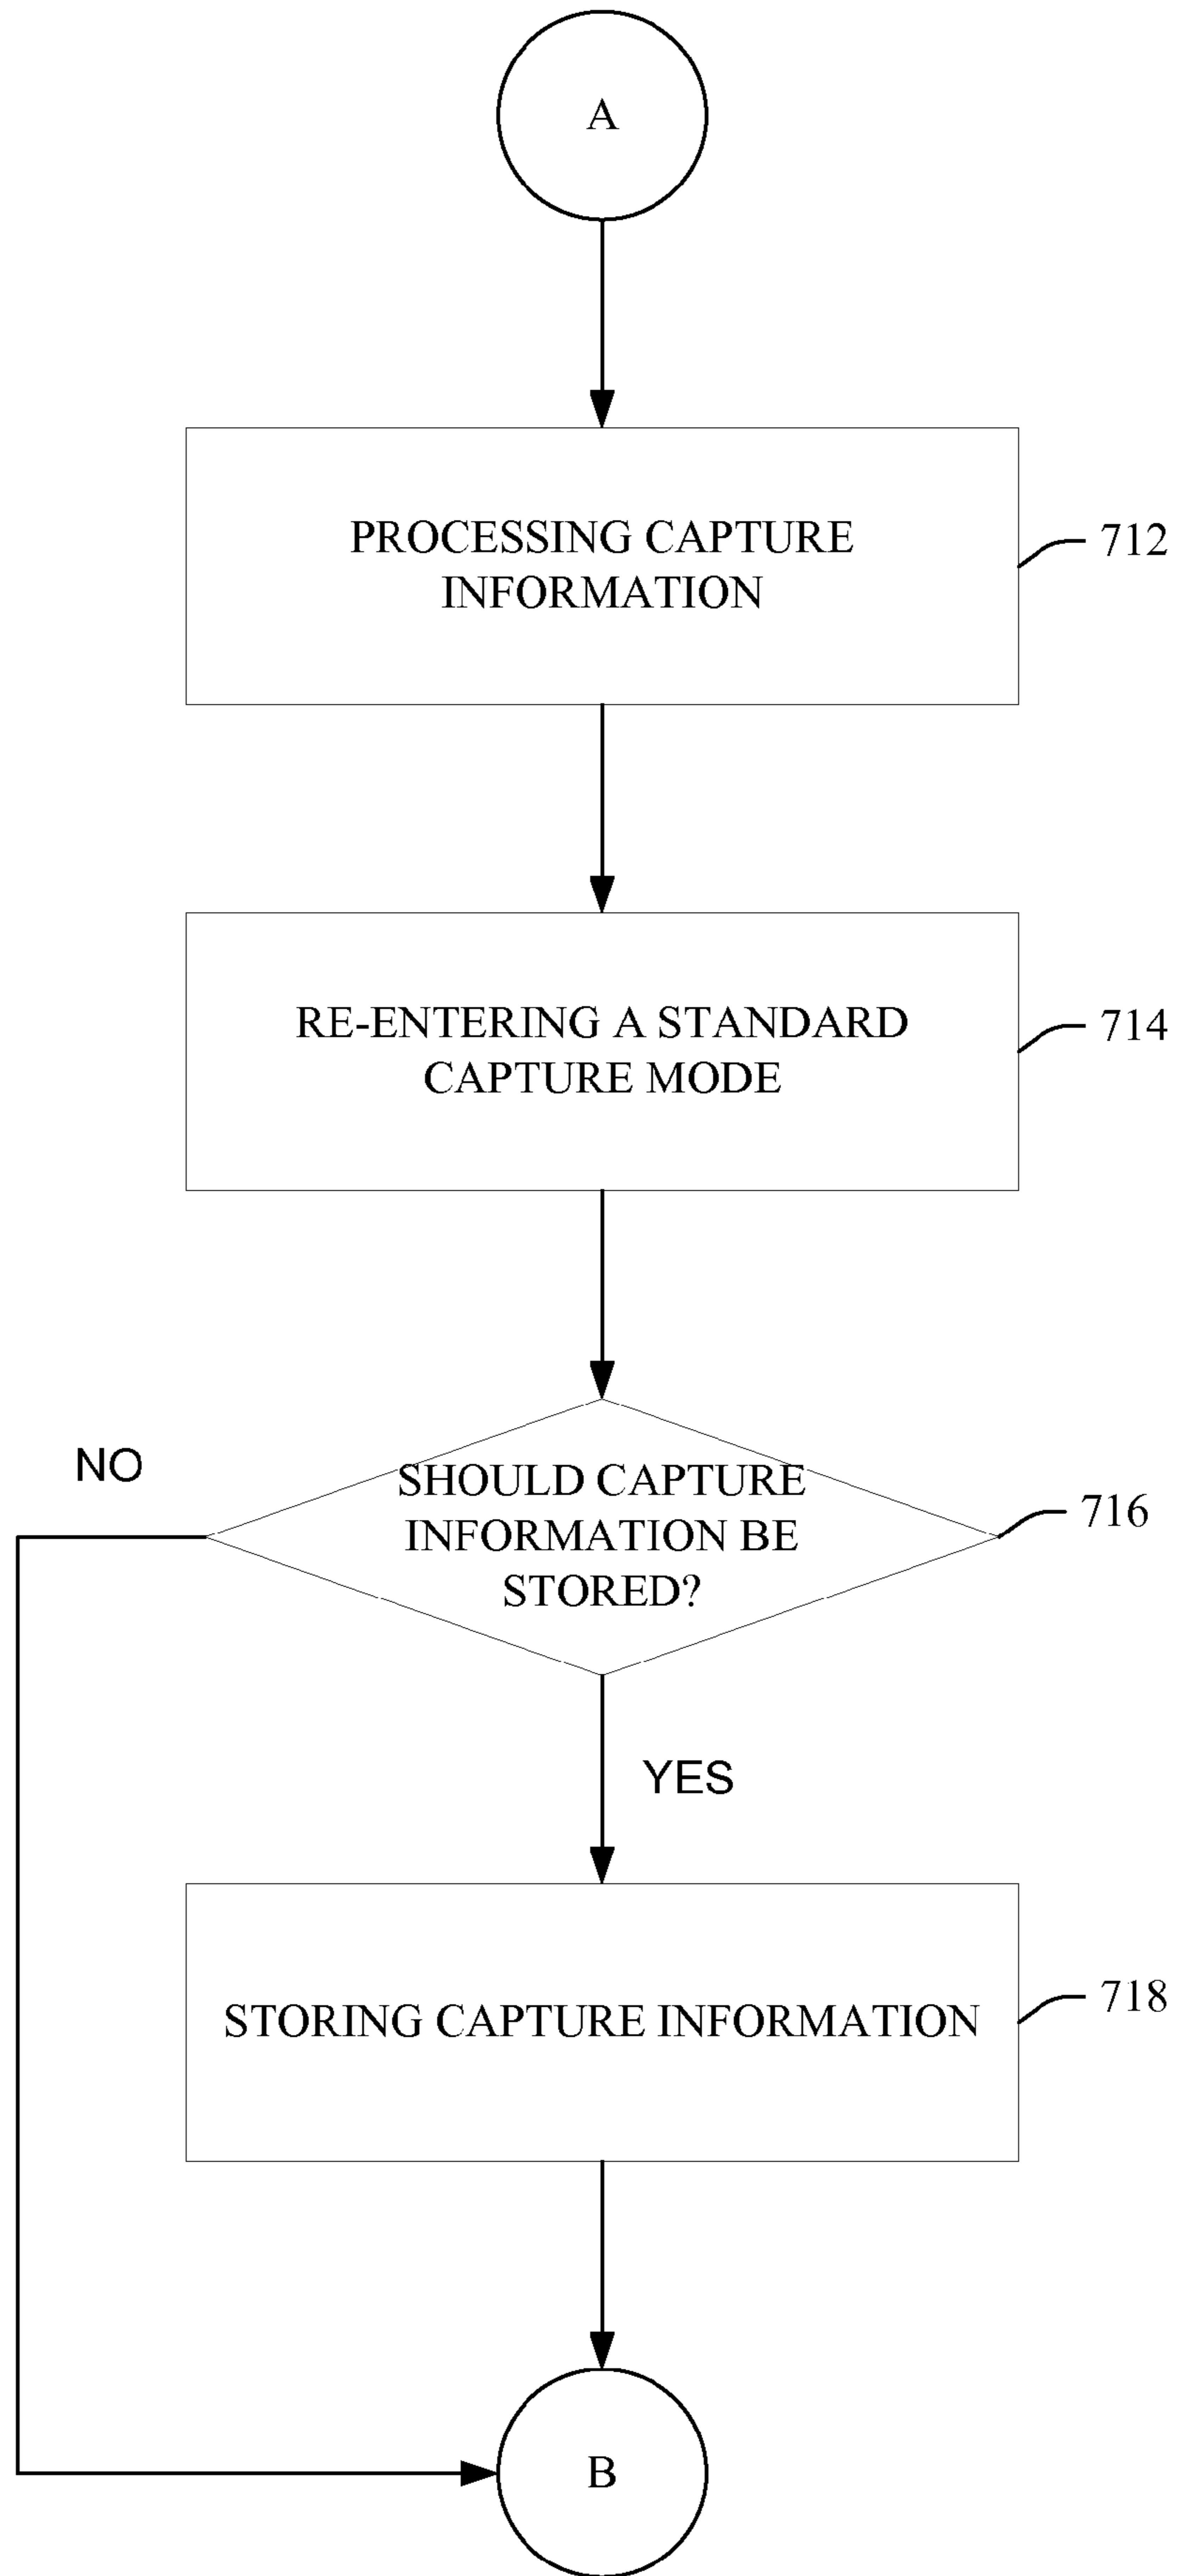 A
PROCESSING CAPTURE
INFORMATION
712
RE-ENTERING A STANDARD
CAPTURE MODE
714
NO
SHOULD CAPTURE
INFORMATION BE
STORED?
716
YES
STORING CAPTURE INFORMATION
718
B